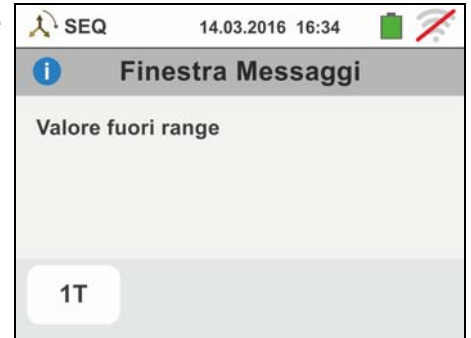 SEQ 14.03.2016 16:34
Finestra Messaggi
Valore fuori range
1T